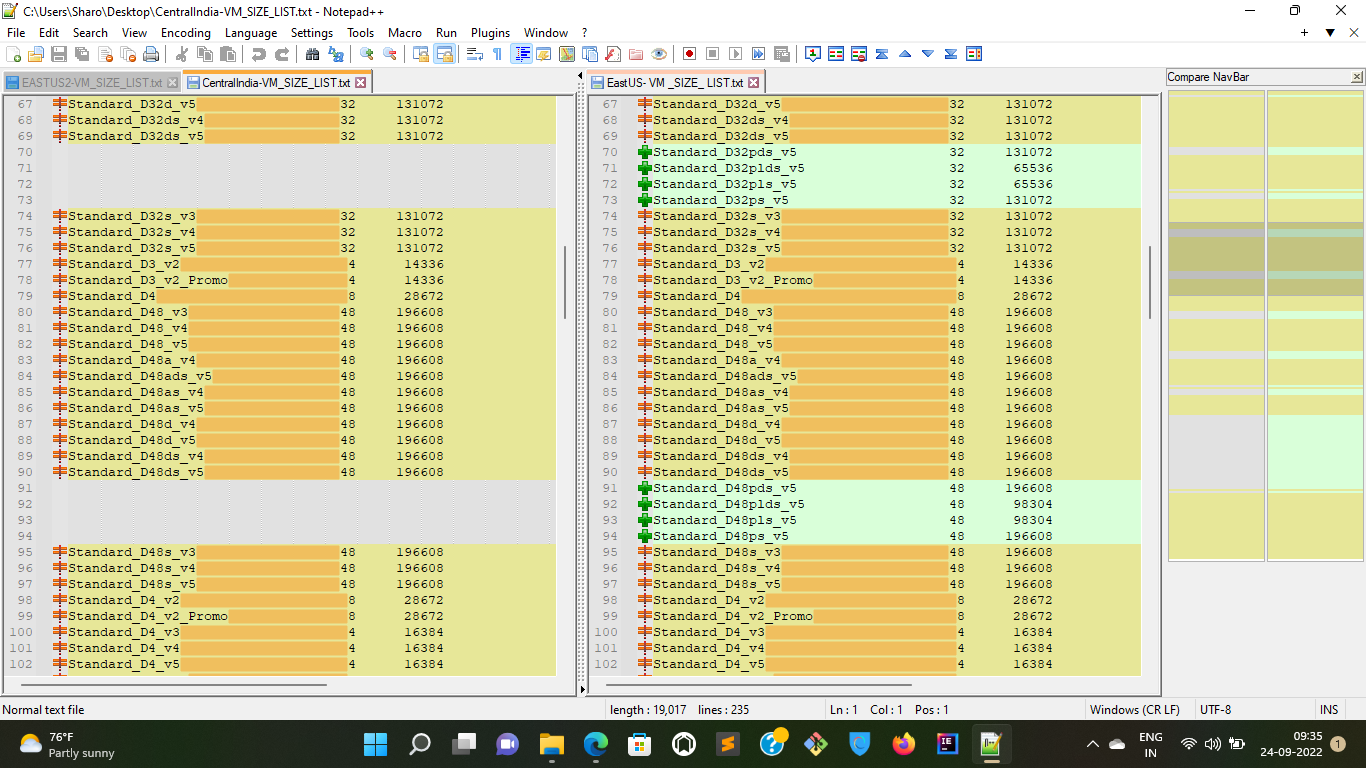 C:\Users\Sharo\Desktop\CentralIndia-VM_SIZE_LIST.txt - Notepad++
File Edit Search View Encoding Language Settings Tools Macro Run Plugins Window ?
EASTUS2-VM_SIZE_LIST.txt CentralIndia-VM_SIZE_LIST.txt
67 Standard_D32d_v5 32 131072
68 Standard_D32ds_v4 32 131072
69 Standard_D32ds_v5 32 131072
70
71
72
73
74 Standard_D32s_v3 32 131072
75 Standard_D32s_v4 32 131072
76 Standard_D32s_v5 32 131072
77 Standard_D3_v2 4 14336
78 Standard_D3_v2_Promo 4 14336
79 Standard_D4 8 28672
80 Standard_D48_v3 48 196608
81 Standard_D48_v4 48 196608
82 Standard_D48_v5 48 196608
83 Standard_D48a_v4 48 196608
84 Standard_D48ads_v5 48 196608
85 Standard_D48as_v4 48 196608
86 Standard_D48as_v5 48 196608
87 Standard_D48d_v4 48 196608
88 Standard_D48d_v5 48 196608
89 Standard_D48ds_v4 48 196608
90 Standard_D48ds_v5 48 196608
91
92
93
94
95 Standard_D48s_v3 48 196608
96 Standard_D48s_v4 48 196608
97 Standard_D48s_v5 48 196608
98 Standard_D4_v2 8 28672
99 Standard_D4_v2_Promo 8 28672
100 Standard_D4_v3 4 16384
101 Standard_D4_v4 4 16384
102 Standard_D4_v5 4 16384
EastUS- VM _SIZE_ LIST.txt
67 Standard_D32d_v5 32 131072
68 Standard_D32ds_v4 32 131072
69 Standard_D32ds_v5 32 131072
70 Standard_D32pds_v5 32 131072
71 Standard_D32plds_v5 32 65536
72 Standard_D32pls_v5 32 65536
73 Standard_D32ps_v5 32 131072
74 Standard_D32s_v3 32 131072
75 Standard_D32s_v4 32 131072
76 Standard_D32s_v5 32 131072
77 Standard_D3_v2 4 14336
78 Standard_D3_v2_Promo 4 14336
79 Standard_D4 8 28672
80 Standard_D48_v3 48 196608
81 Standard_D48_v4 48 196608
82 Standard_D48_v5 48 196608
83 Standard_D48a_v4 48 196608
84 Standard_D48ads_v5 48 196608
85 Standard_D48as_v4 48 196608
86 Standard_D48as_v5 48 196608
87 Standard_D48d_v4 48 196608
88 Standard_D48d_v5 48 196608
89 Standard_D48ds_v4 48 196608
90 Standard_D48ds_v5 48 196608
91 Standard_D48pds_v5 48 196608
92 Standard_D48plds_v5 48 98304
93 Standard_D48pls_v5 48 98304
94 Standard_D48ps_v5 48 196608
95 Standard_D48s_v3 48 196608
96 Standard_D48s_v4 48 196608
97 Standard_D48s_v5 48 196608
98 Standard_D4_v2 8 28672
99 Standard_D4_v2_Promo 8 28672
100 Standard_D4_v3 4 16384
101 Standard_D4_v4 4 16384
102 Standard_D4_v5 4 16384
Compare NavBar
Normal text file length : 19,017 lines : 235 Ln : 1 Col : 1 Pos : 1 Windows (CR LF) UTF-8 INS
76°F
Partly sunny
ENG
IN
09:35
24-09-2022
1